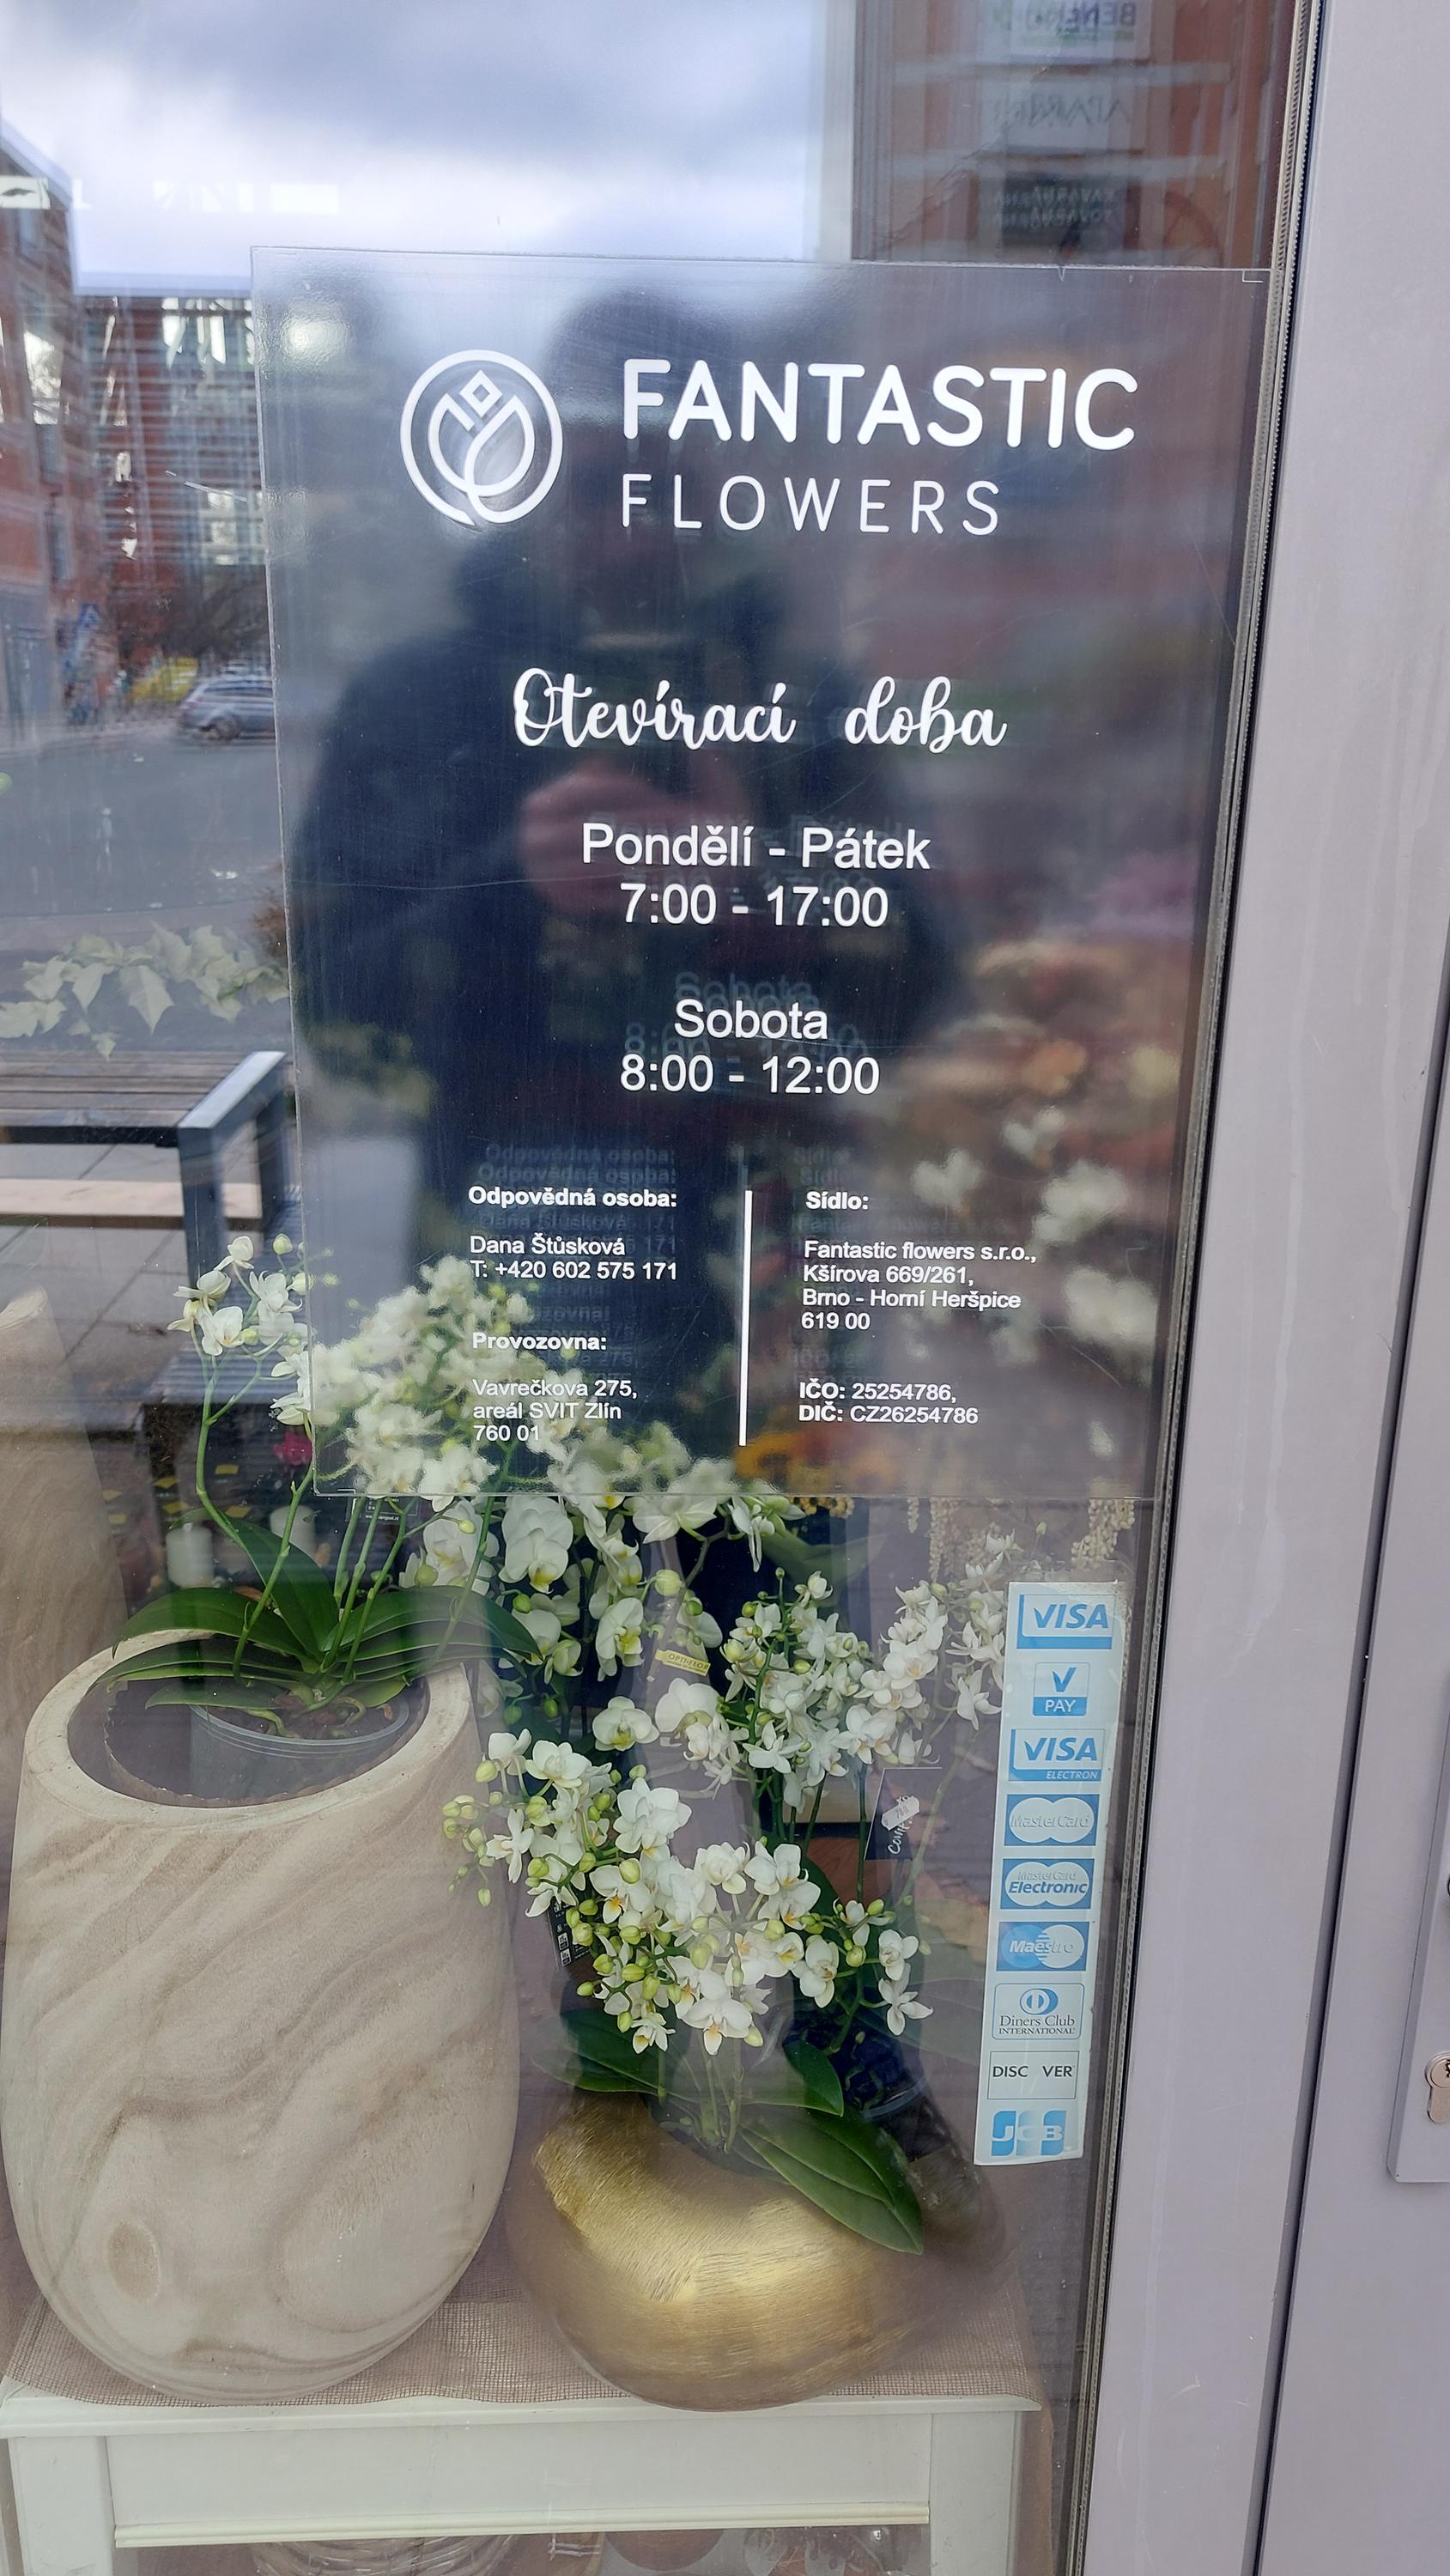 FANTASTIC
FLOWERS
Otevírací doba
Pondělí - Pátek
7:00 - 17:00
Sobota
8:00 - 12:00
Odpovědná osoba:
Dana Štůsková
T: +420 602 575 171
Provozovna:
Vavrečkova 275,
areál SVIT Zlín
760 01
Sídlo:
Fantastic flowers s.r.o.,
Kšírova 669/261,
Brno - Horní Heršpice
619 00
IČO: 25254786,
DIČ: CZ26254786
VISA
V
PAY
VISA
ELECTRON
MasterCard
MasterCard
Electronic
Maestro
Diners Club
INTERNATIONAL
DISC VER
JCB